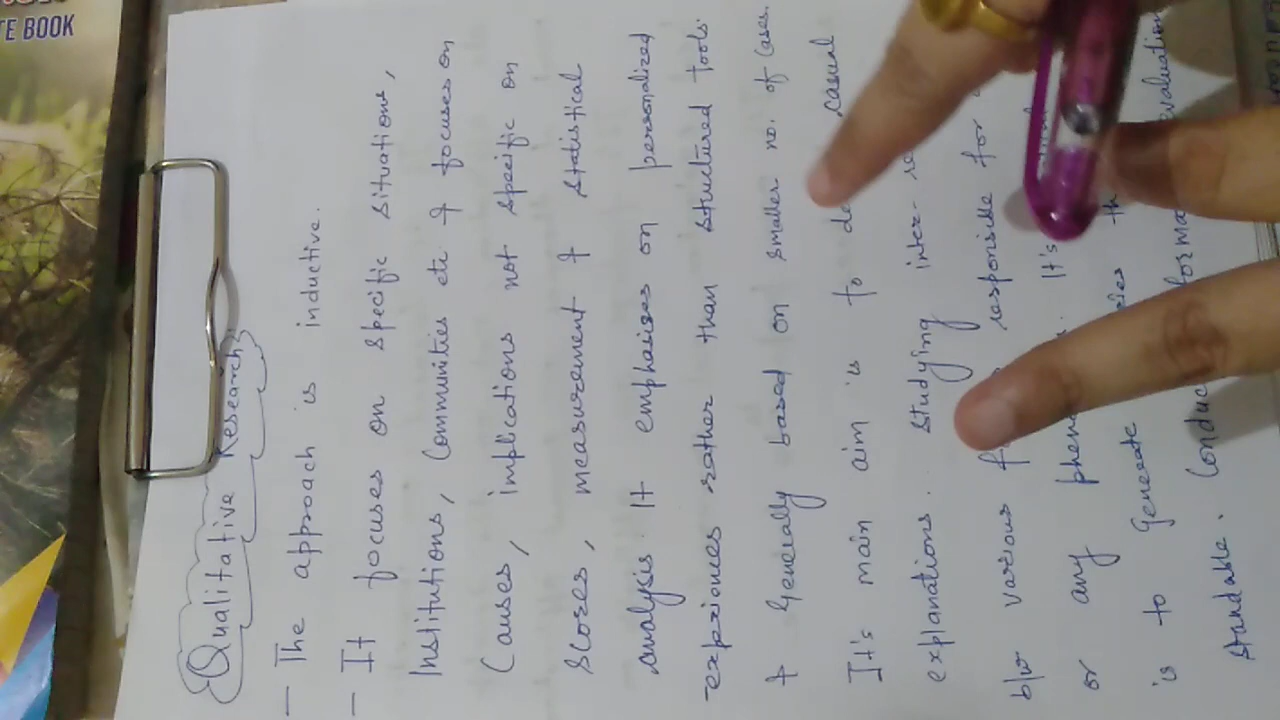 TE BOOK
Qualitative Research
— The approach is inductive.
— It focuses on specific situations,
Institutions, Communities etc & focuses on
Causes, implications not specific on
Scores, measurement & statistical
analysis. It emphasizes on personalized
expriences rather than structured tools.
& Generally based on smaller no. of Cases.
It's main aim is to casual
explanations. Studying inter-
b/w various responsible for
or any It's
is to Generate
standable. Conduc evaluation